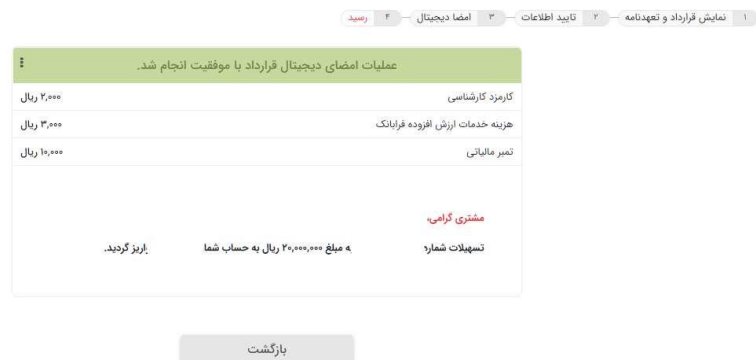 ۱ نمایش قرارداد و تعهدنامه ۲ تایید اطلاعات ۳ امضا دیجیتال ۴ رسید
عملیات امضای دیجیتال قرارداد با موفقیت انجام شد.
کارمزد کارشناسی ۲,۰۰۰ ریال
هزینه خدمات ارزش افزوده فرابانک ۳,۰۰۰ ریال
تمبر مالیاتی ۱۰,۰۰۰ ریال
مشتری گرامی،
تسهیلات به مبلغ ۲۰,۰۰۰,۰۰۰ ریال به حساب شما گردید.
بازگشت